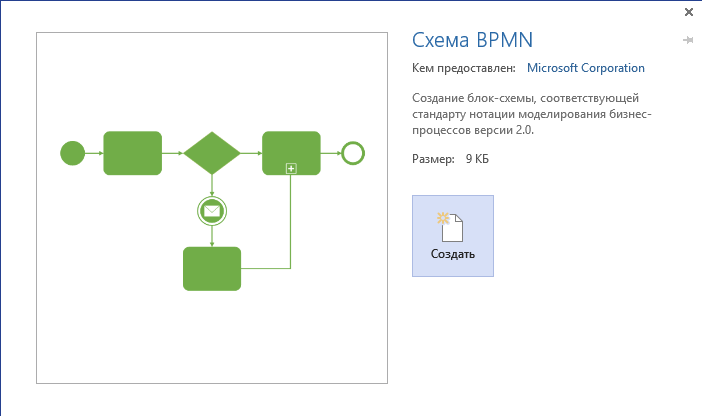 Схема BPMN
Кем предоставлен: Microsoft Corporation
Создание блок-схемы, соответствующей
стандарту нотации моделирования бизнес-
процессов версии 2.0.
Размер: 9 КБ
Создать